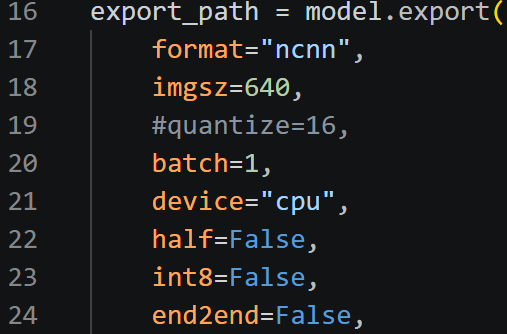 16 export_path = model.export(
17 format="ncnn",
18 imgsz=640,
19 #quantize=16,
20 batch=1,
21 device="cpu",
22 half=False,
23 int8=False,
24 end2end=False,